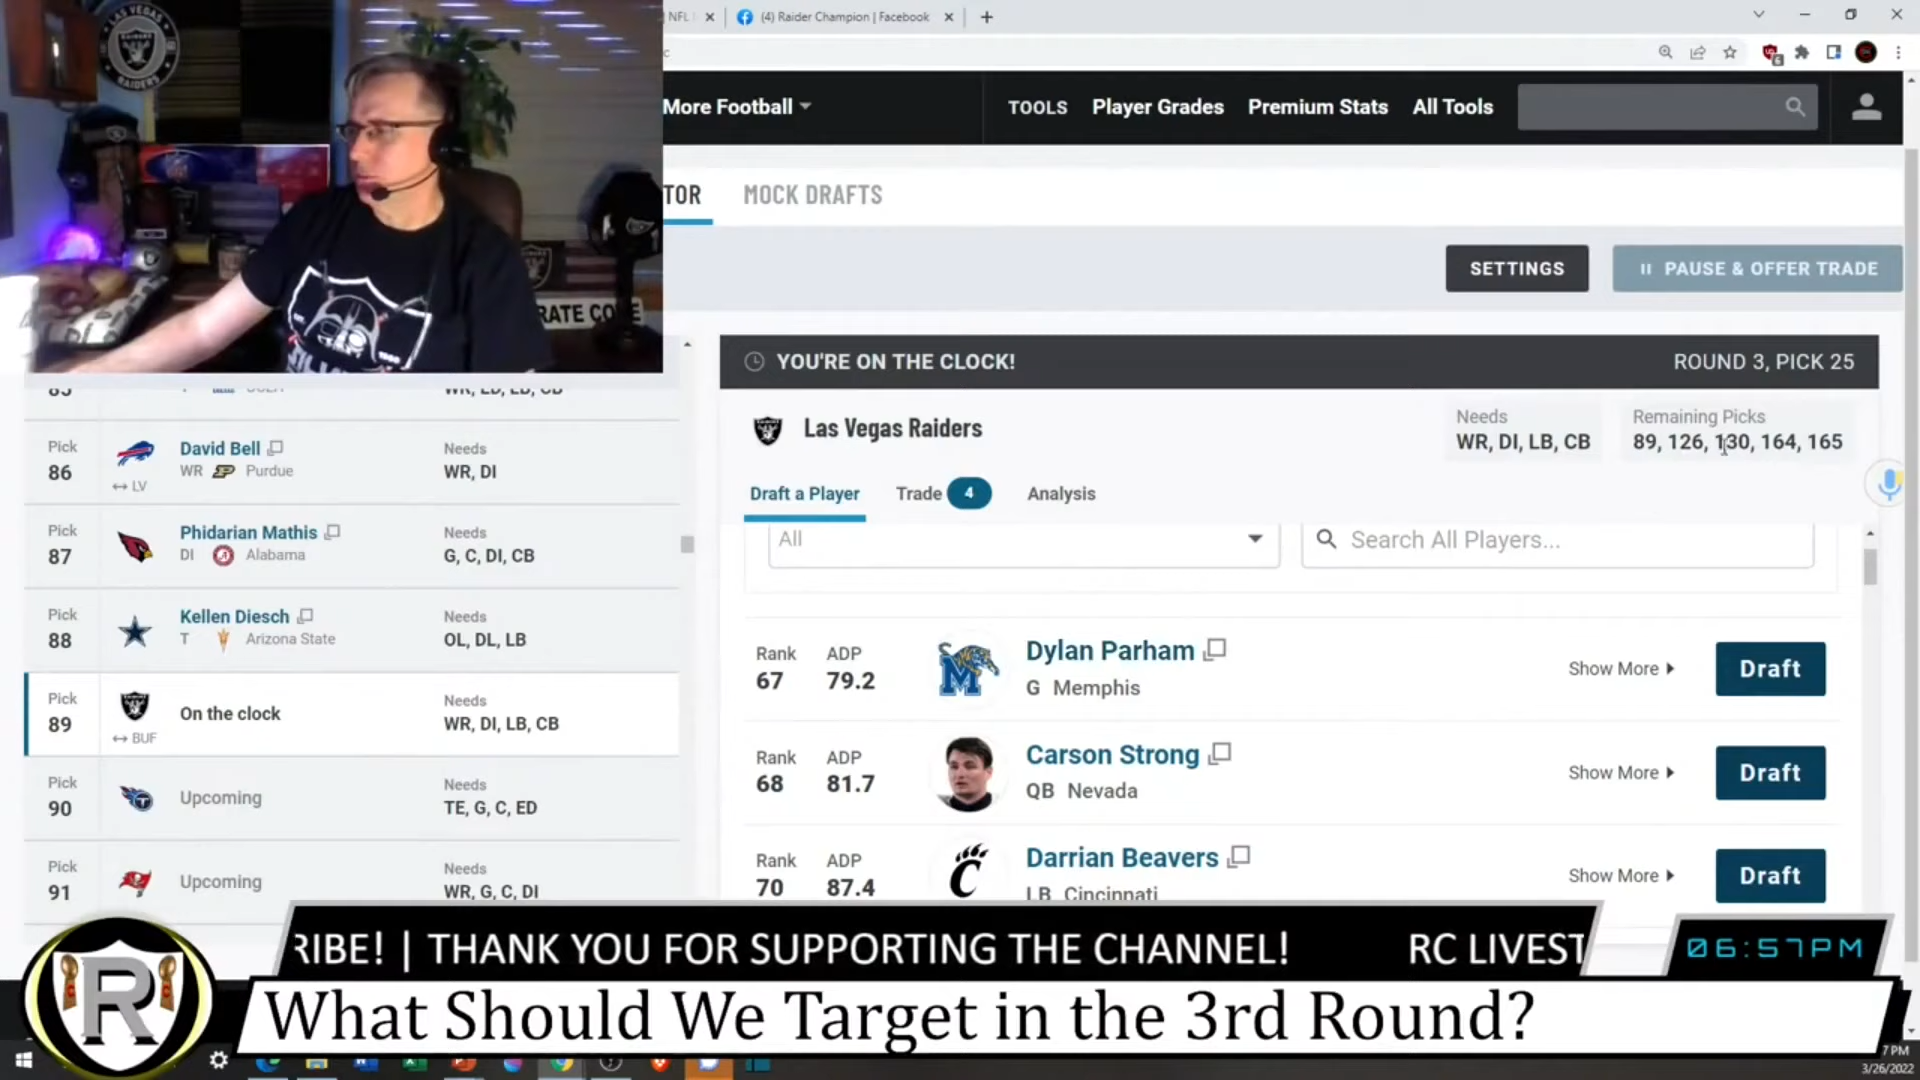 LAS VEGAS
RAIDERS
NFL
(4) Raider Champion | Facebook
c
More Football
TOOLS
Player Grades
Premium Stats
All Tools
TOR
MOCK DRAFTS
SETTINGS
PAUSE & OFFER TRADE
YOU'RE ON THE CLOCK!
ROUND 3, PICK 25
Las Vegas Raiders
Needs
WR, DI, LB, CB
Remaining Picks
89, 126, 130, 164, 165
Draft a Player
Trade 4
Analysis
All
Search All Players...
Rank
67
ADP
79.2
Dylan Parham
G Memphis
Show More
Draft
Rank
68
ADP
81.7
Carson Strong
QB Nevada
Show More
Draft
Rank
70
ADP
87.4
Darrian Beavers
LB Cincinnati
Show More
Draft
Pick
86
LV
David Bell
WR Purdue
Needs
WR, DI
Pick
87
Phidarian Mathis
DI Alabama
Needs
G, C, DI, CB
Pick
88
Kellen Diesch
T Arizona State
Needs
OL, DL, LB
Pick
89
BUF
On the clock
Needs
WR, DI, LB, CB
Pick
90
Upcoming
Needs
TE, G, C, ED
Pick
91
Upcoming
Needs
WR, G, C, DI
RIBE! | THANK YOU FOR SUPPORTING THE CHANNEL! RC LIVEST
06:57PM
What Should We Target in the 3rd Round?
R
7 PM
3/26/2022